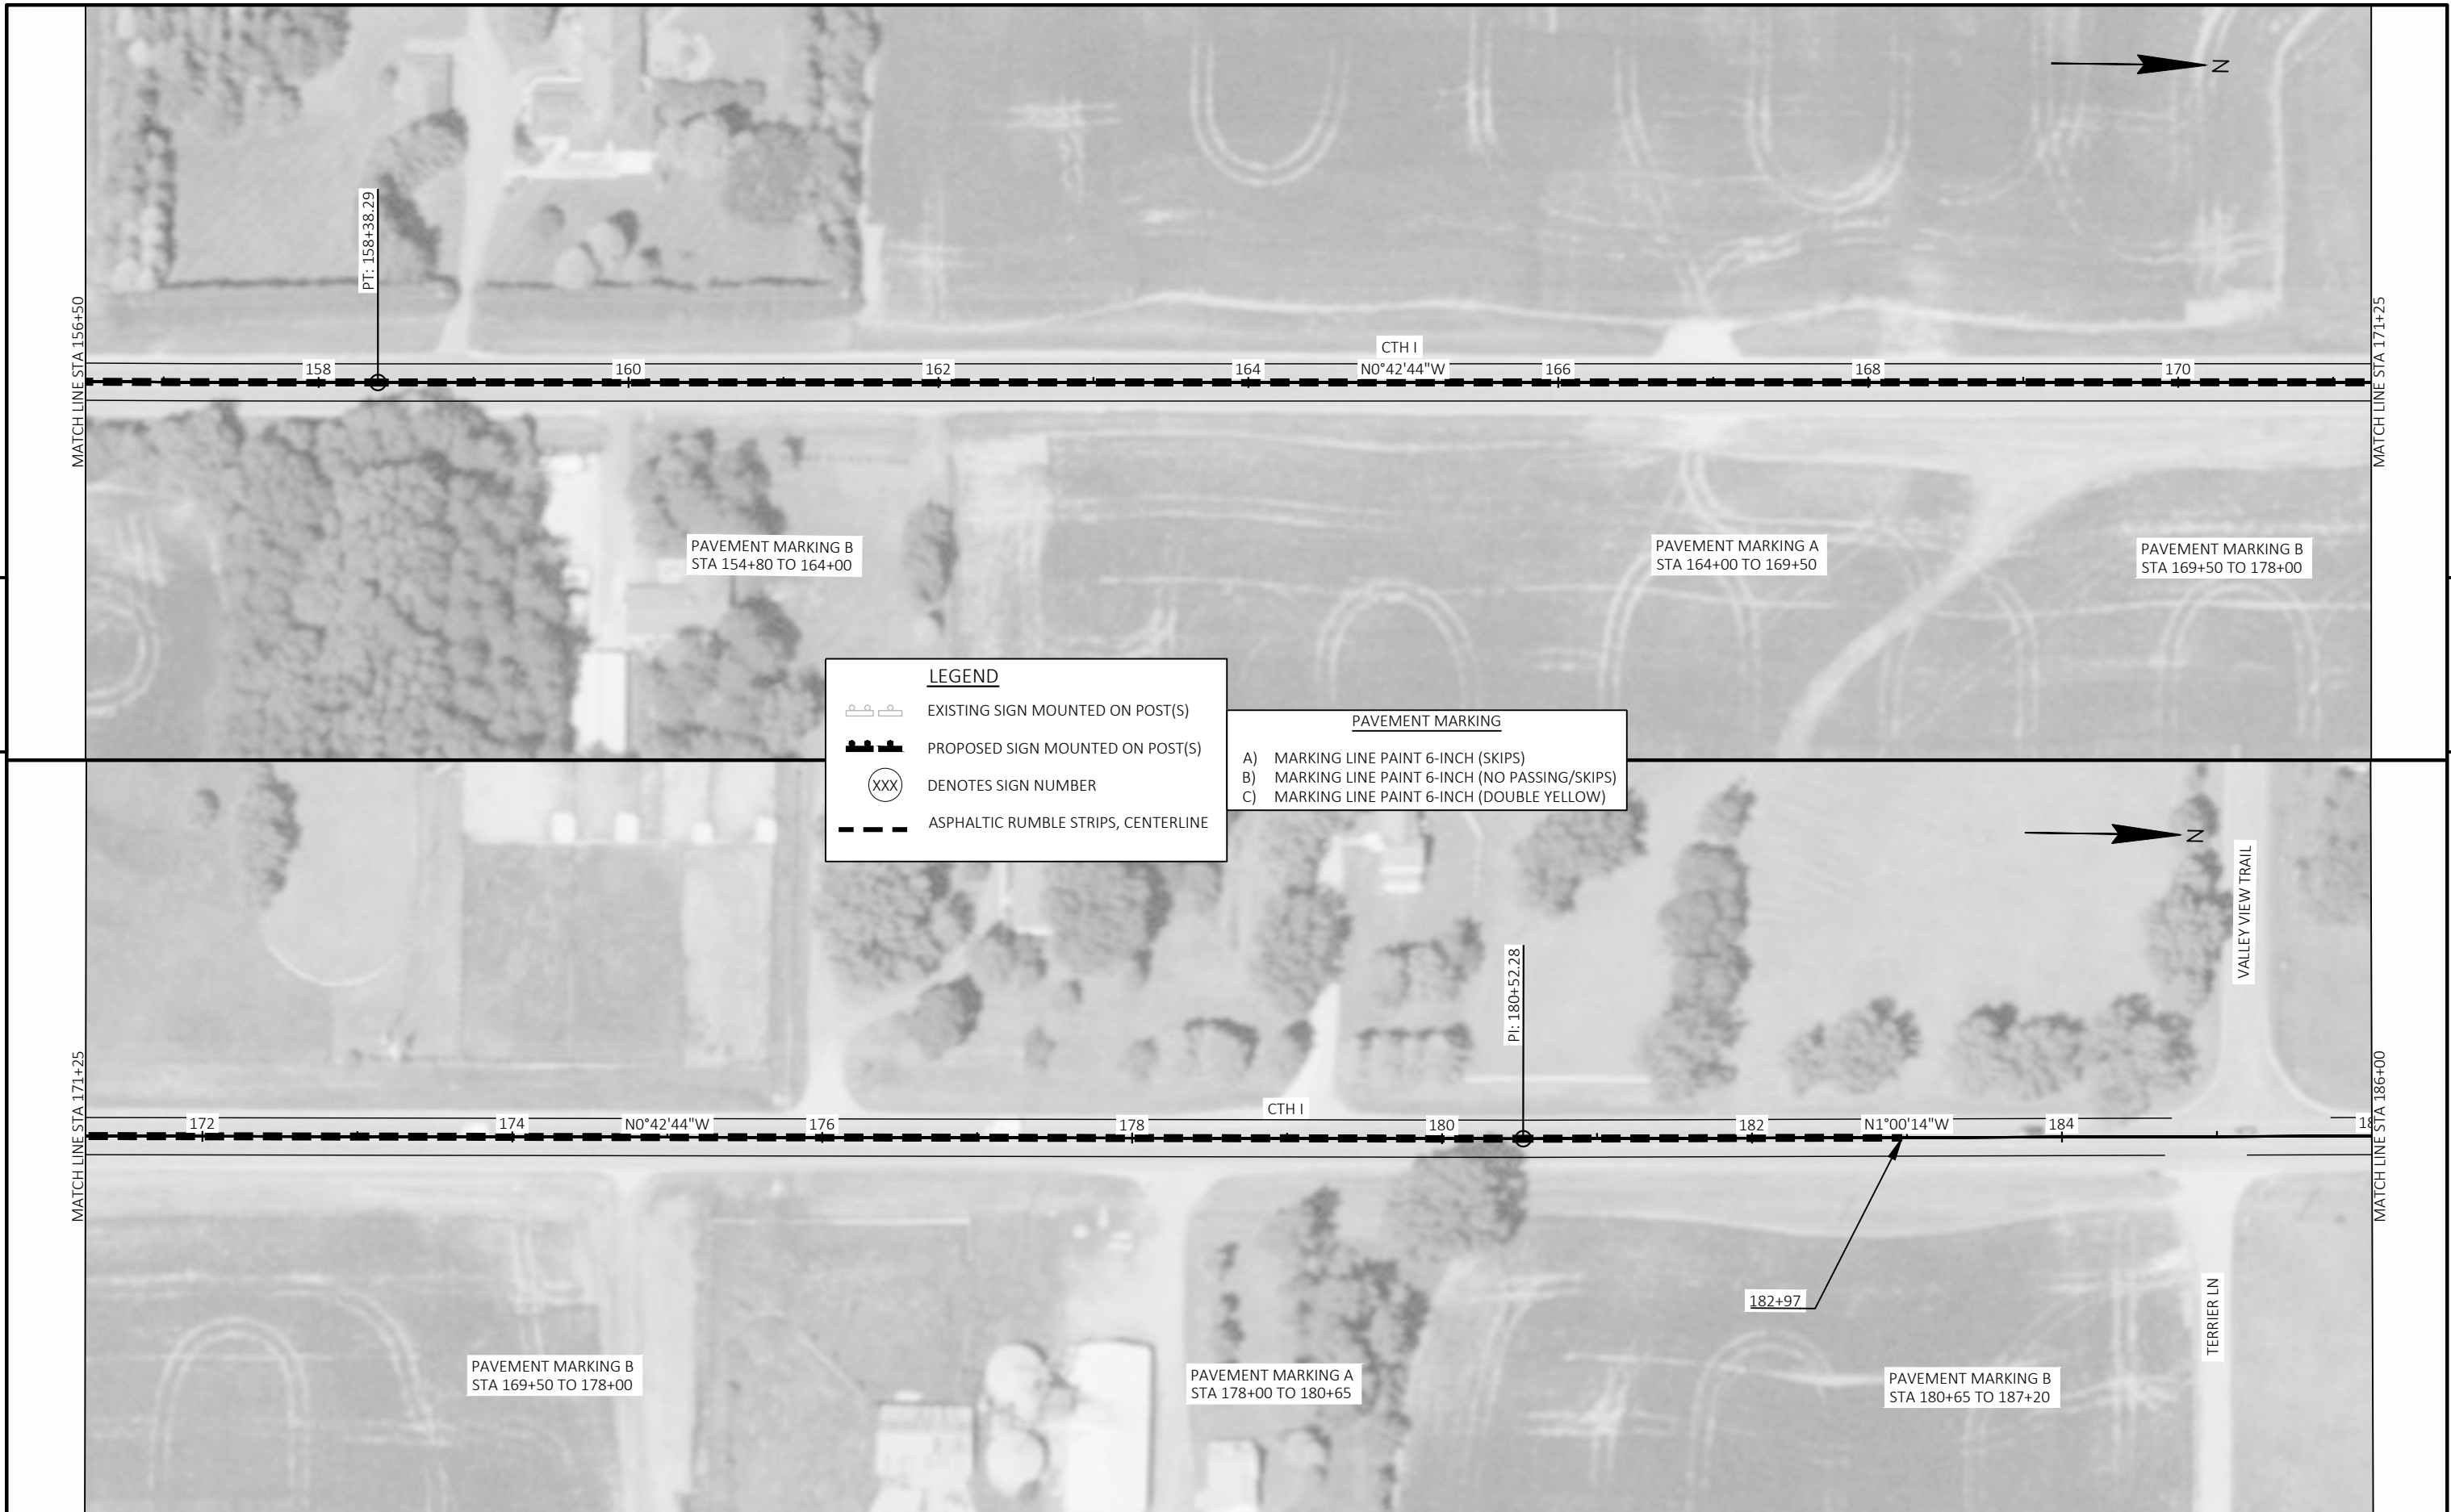 N
PT: 158+38.29
MATCH LINE STA 156+50
MATCH LINE STA 171+25
CTH I
158
160
162
164
N0°42'44"W
166
168
170
PAVEMENT MARKING B
STA 154+80 TO 164+00
PAVEMENT MARKING A
STA 164+00 TO 169+50
PAVEMENT MARKING B
STA 169+50 TO 178+00
LEGEND
EXISTING SIGN MOUNTED ON POST(S)
PROPOSED SIGN MOUNTED ON POST(S)
XXX DENOTES SIGN NUMBER
ASPHALTIC RUMBLE STRIPS, CENTERLINE
PAVEMENT MARKING
A) MARKING LINE PAINT 6-INCH (SKIPS)
B) MARKING LINE PAINT 6-INCH (NO PASSING/SKIPS)
C) MARKING LINE PAINT 6-INCH (DOUBLE YELLOW)
N
VALLEY VIEW TRAIL
PI: 180+52.28
MATCH LINE STA 171+25
MATCH LINE STA 186+00
CTH I
172
174
N0°42'44"W
176
178
180
182
N1°00'14"W
184
182+97
TERRIER LN
PAVEMENT MARKING B
STA 169+50 TO 178+00
PAVEMENT MARKING A
STA 178+00 TO 180+65
PAVEMENT MARKING B
STA 180+65 TO 187+20